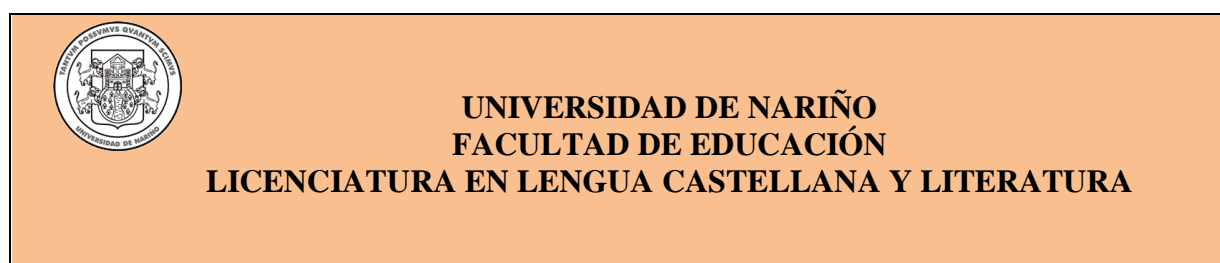 TANTVM POSSVMVS QVANTVM SCIMVS
UNIVERSIDAD DE NARIÑO
UNIVERSIDAD DE NARIÑO
FACULTAD DE EDUCACIÓN
LICENCIATURA EN LENGUA CASTELLANA Y LITERATURA